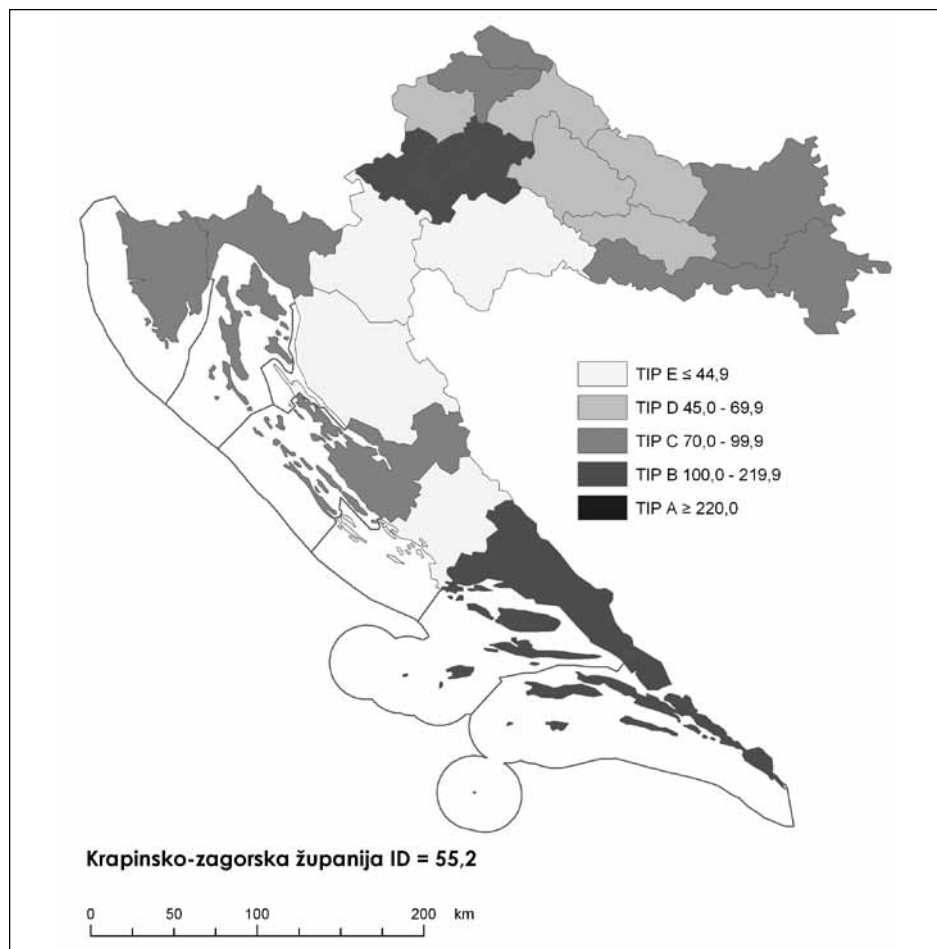 TIP E ≤ 44,9
TIP D 45,0 - 69,9
TIP C 70,0 - 99,9
TIP B 100,0 - 219,9
TIP A ≥ 220,0
Krapinsko-zagorska županija ID = 55,2
0 50 100 200 km